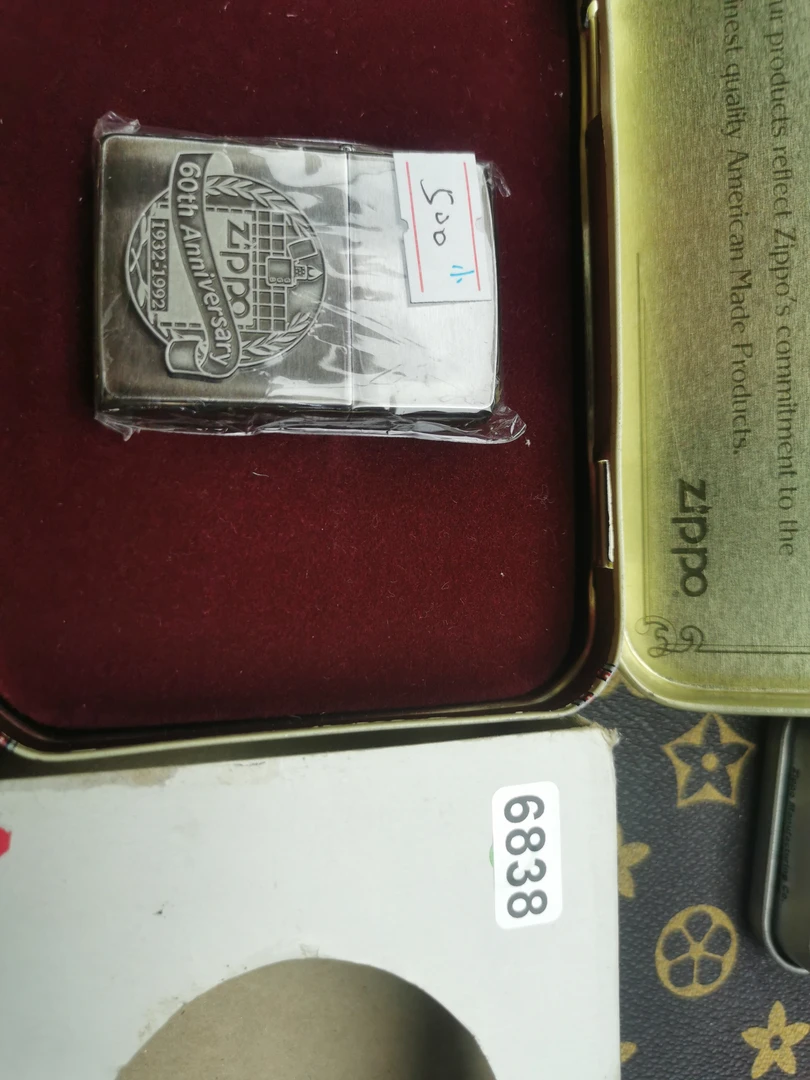 60th Anniversary
zippo
1932-1992
500
小
ur products reflect Zippo's commitment to the
inest quality American Made Products.
zippo
6838